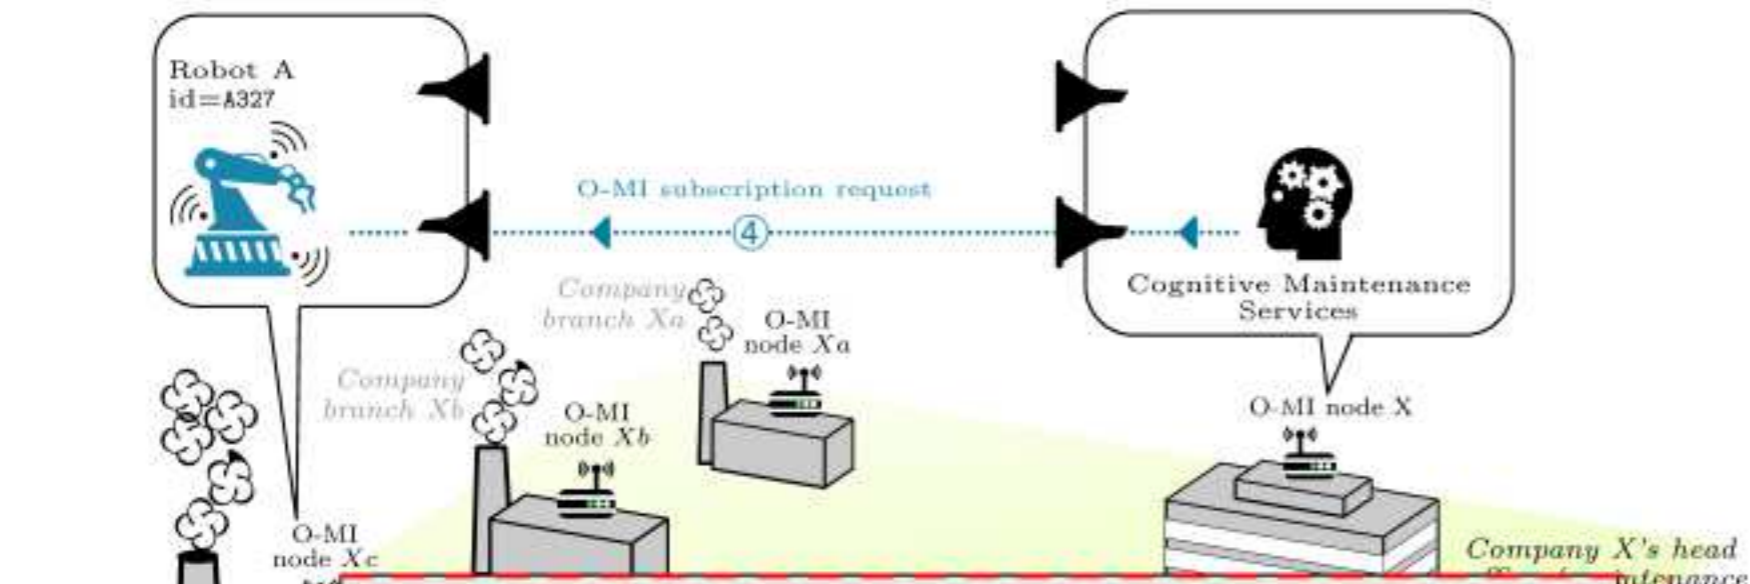 Robot A
id=A327
O-MI subscription request
4
Cognitive Maintenance
Services
Company
branch Xa
O-MI
node Xa
Company
branch Xb
O-MI
node Xb
O-MI node X
O-MI
node Xc
Company X's head